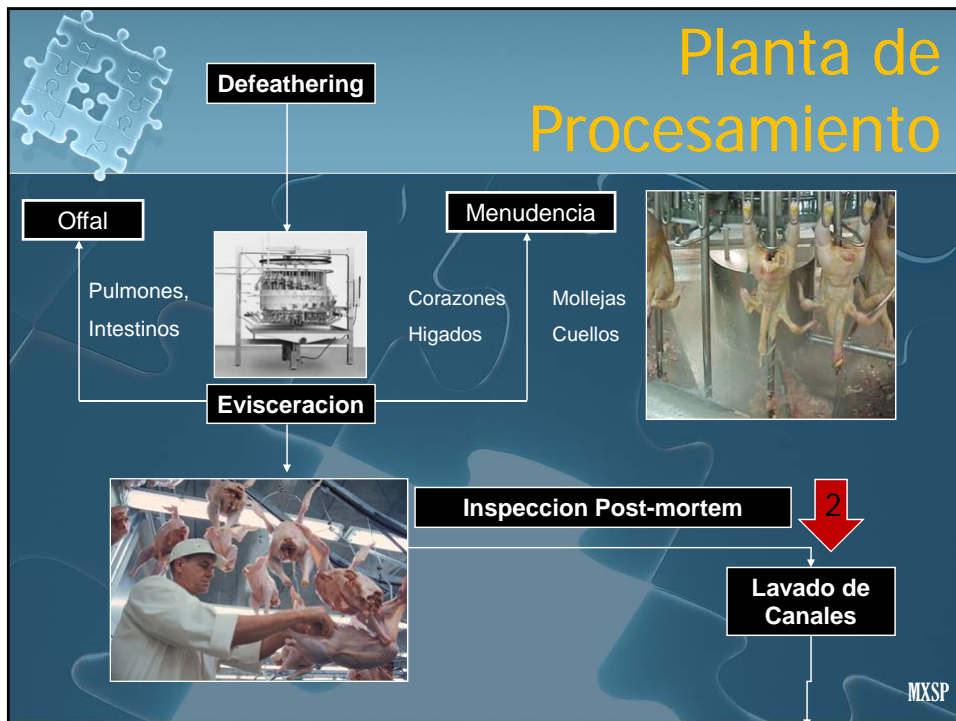 Planta de
Procesamiento
Defeathering
Offal
Menudencia
Pulmones,
Intestinos
Corazones
Higados
Mollejas
Cuellos
Evisceracion
Inspeccion Post-mortem
2
Lavado de
Canales
MXSP